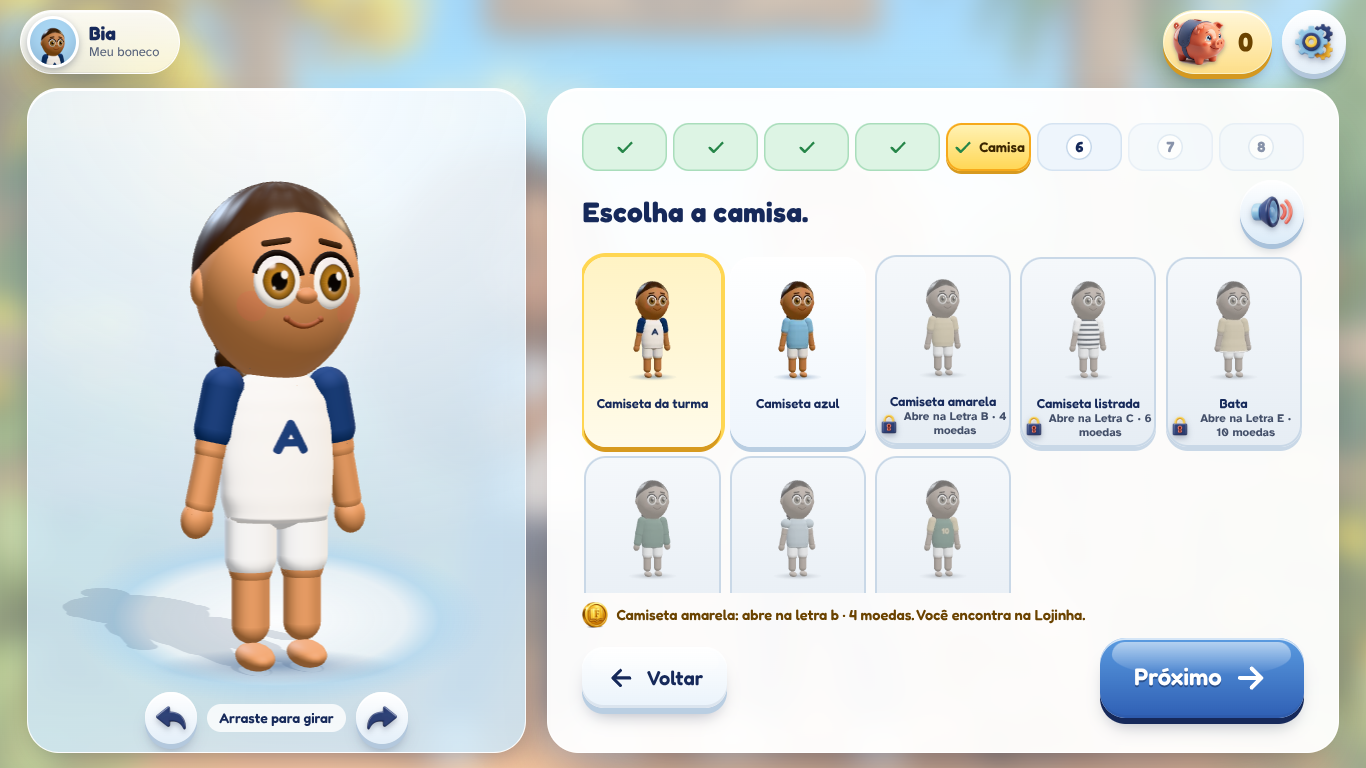 Bia
Meu boneco
0
Camisa
6
7
8
Escolha a camisa.
A
Camiseta da turma
Camiseta azul
Camiseta amarela
Abre na Letra B · 4
moedas
Camiseta listrada
Abre na Letra C · 6
moedas
Bata
Abre na Letra E ·
10 moedas
Camiseta amarela: abre na letra b · 4 moedas. Você encontra na Lojinha.
Voltar
Próximo
Arraste para girar